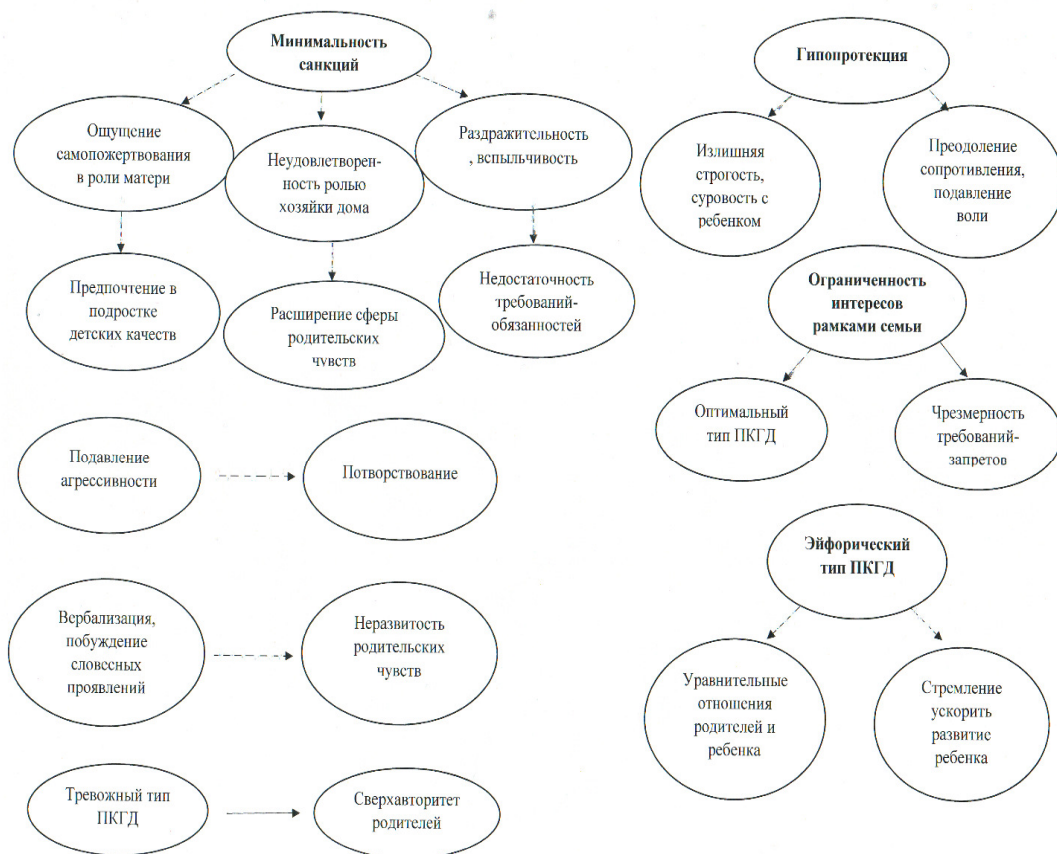 Минимальность
санкций
Ощущение
самопожертвования
в роли матери
Неудовлетворен-
ность ролью
хозяйки дома
Раздражительность
, вспыльчивость
Предпочтение в
подростке
детских качеств
Расширение сферы
родительских
чувств
Недостаточность
требований-
обязанностей
Подавление
агрессивности
Потворствование
Вербализация,
побуждение
словесных
проявлений
Неразвитость
родительских
чувств
Тревожный тип
ПКГД
Сверхавторитет
родителей
Гипопротекция
Излишняя
строгость,
суровость с
ребенком
Преодоление
сопротивления,
подавление
воли
Ограниченность
интересов
рамками семьи
Оптимальный
тип ПКГД
Чрезмерность
требований-
запретов
Эйфорический
тип ПКГД
Уравнительные
отношения
родителей и
ребенка
Стремление
ускорить
развитие
ребенка